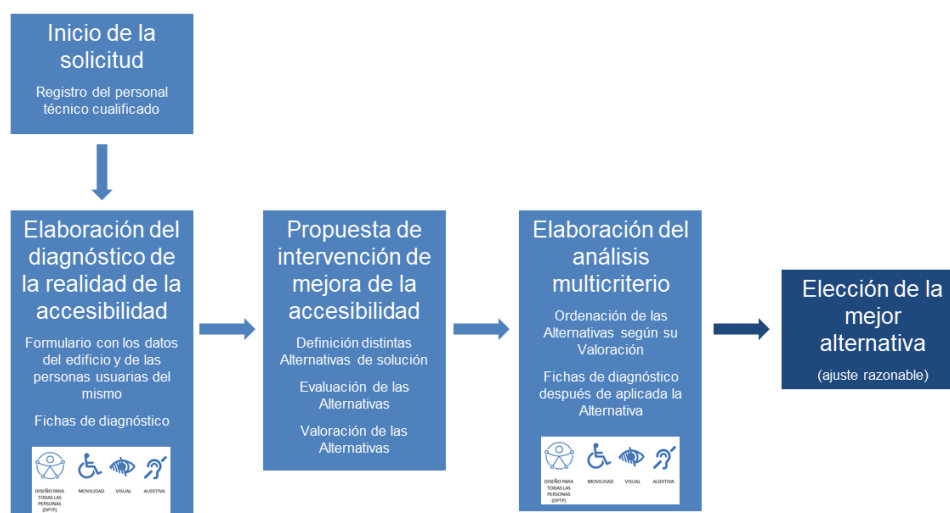 Inicio de la
solicitud
Registro del personal
técnico cualificado
Elaboración del
diagnóstico de
la realidad de la
accesibilidad
Formulario con los datos
del edificio y de las
personas usuarias del
mismo
Fichas de diagnóstico
DISEÑO PARA
TODAS LAS
PERSONAS
(DPTP)
MOVILIDAD
VISUAL
AUDITIVA
Propuesta de
intervención de
mejora de la
accesibilidad
Definición distintas
Alternativas de solución
Evaluación de las
Alternativas
Valoración de las
Alternativas
Elaboración del
análisis
multicriterio
Ordenación de las
Alternativas según su
Valoración
Fichas de diagnóstico
después de aplicada la
Alternativa
DISEÑO PARA
TODAS LAS
PERSONAS
(DPTP)
MOVILIDAD
VISUAL
AUDITIVA
Elección de la
mejor
alternativa
(ajuste razonable)